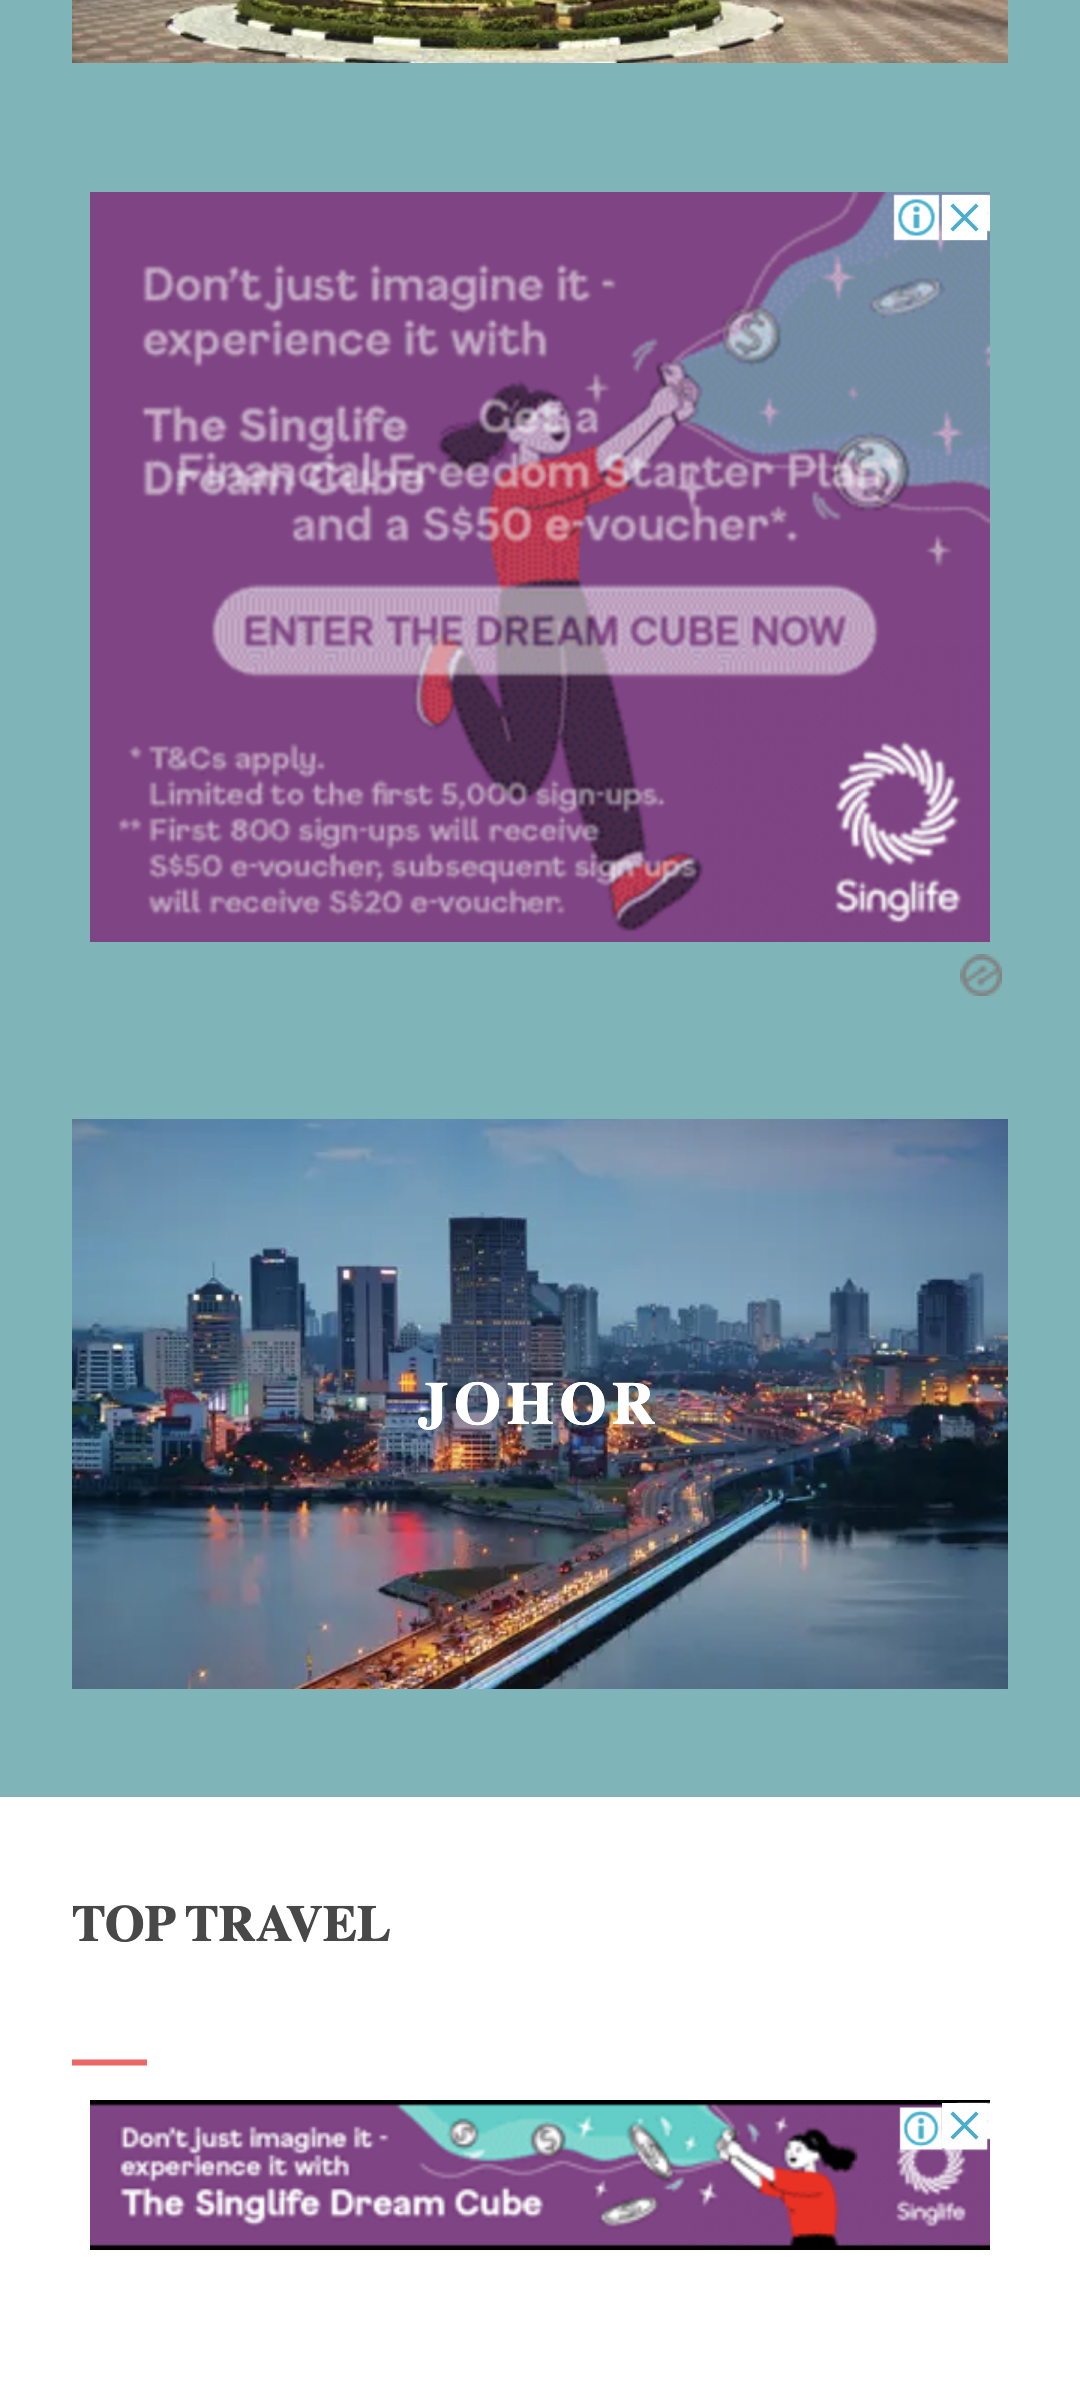 Don't just imagine it -
experience it with
The Singlife
Dream Cube
Get a
Financial Freedom Starter Plan
and a S$50 e-voucher*.
ENTER THE DREAM CUBE NOW
* T&Cs apply.
Limited to the first 5,000 sign-ups.
** First 800 sign-ups will receive
S$50 e-voucher, subsequent sign-ups
will receive S$20 e-voucher.
Singlife
JOHOR
TOP TRAVEL
Don't just imagine it -
experience it with
The Singlife Dream Cube
Singlife